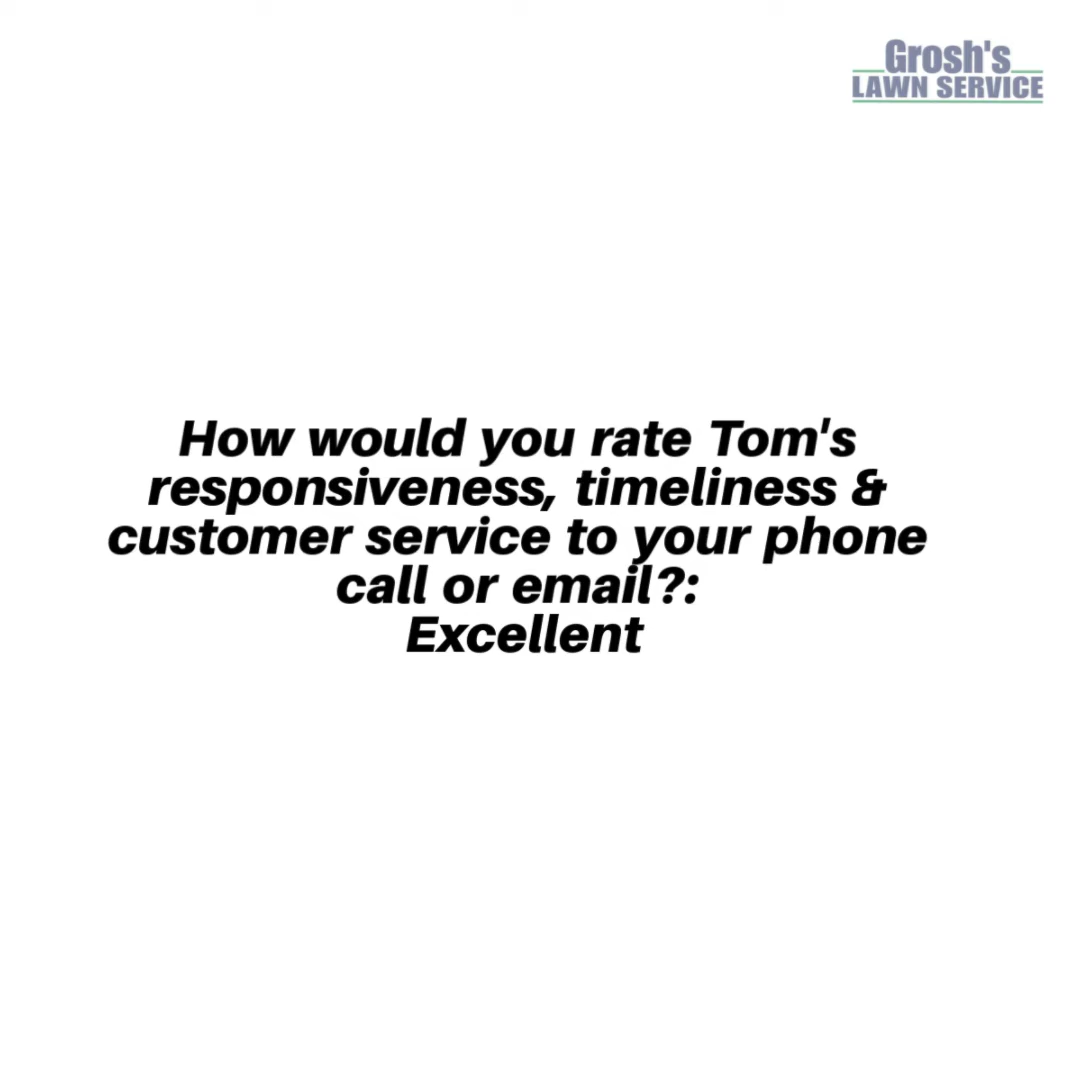 Grosh's
LAWN SERVICE
How would you rate Tom's
responsiveness, timeliness &
customer service to your phone
call or email?:
Excellent